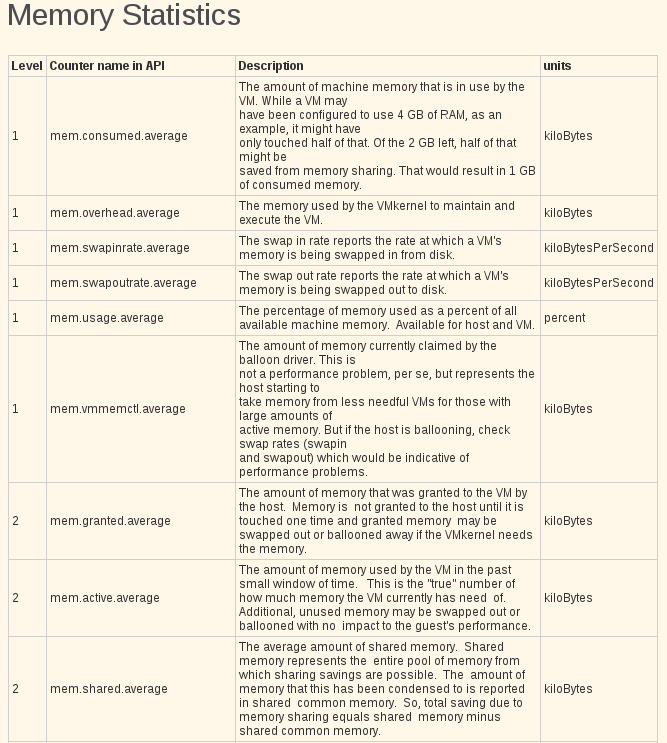 Memory Statistics
Level Counter name in API Description units
The amount of machine memory that is in use by the
VM. While a VM may
have been configured to use 4 GB of RAM, as an
example, it might have
1 mem.consumed.average only touched half of that. Of the 2 GB left, half of that kiloBytes
might be
saved from memory sharing. That would result in 1 GB
of consumed memory.
1 mem.overhead.average The memory used by the VMkernel to maintain and kiloBytes
execute the VM.
1 mem.swapinrate.average The swap in rate reports the rate at which a VM's kiloBytesPerSecond
memory is being swapped in from disk.
1 mem.swapoutrate.average The swap out rate reports the rate at which a VM's kiloBytesPerSecond
memory is being swapped out to disk.
1 mem.usage.average The percentage of memory used as a percent of all percent
available machine memory. Available for host and VM.
The amount of memory currently claimed by the
balloon driver. This is
not a performance problem, per se, but represents the
host starting to
1 mem.vmmemctl.average take memory from less needful VMs for those with kiloBytes
large amounts of
active memory. But if the host is ballooning, check
swap rates (swapin
and swapout) which would be indicative of
performance problems.
The amount of memory that was granted to the VM by
the host. Memory is not granted to the host until it is
2 mem.granted.average touched one time and granted memory may be kiloBytes
swapped out or ballooned away if the VMkernel needs
the memory.
The amount of memory used by the VM in the past
small window of time. This is the "true" number of
2 mem.active.average how much memory the VM currently has need of. kiloBytes
Additional, unused memory may be swapped out or
ballooned with no impact to the guest's performance.
The average amount of shared memory. Shared
memory represents the entire pool of memory from
which sharing savings are possible. The amount of
2 mem.shared.average memory that this has been condensed to is reported kiloBytes
in shared common memory. So, total saving due to
memory sharing equals shared memory minus
shared common memory.